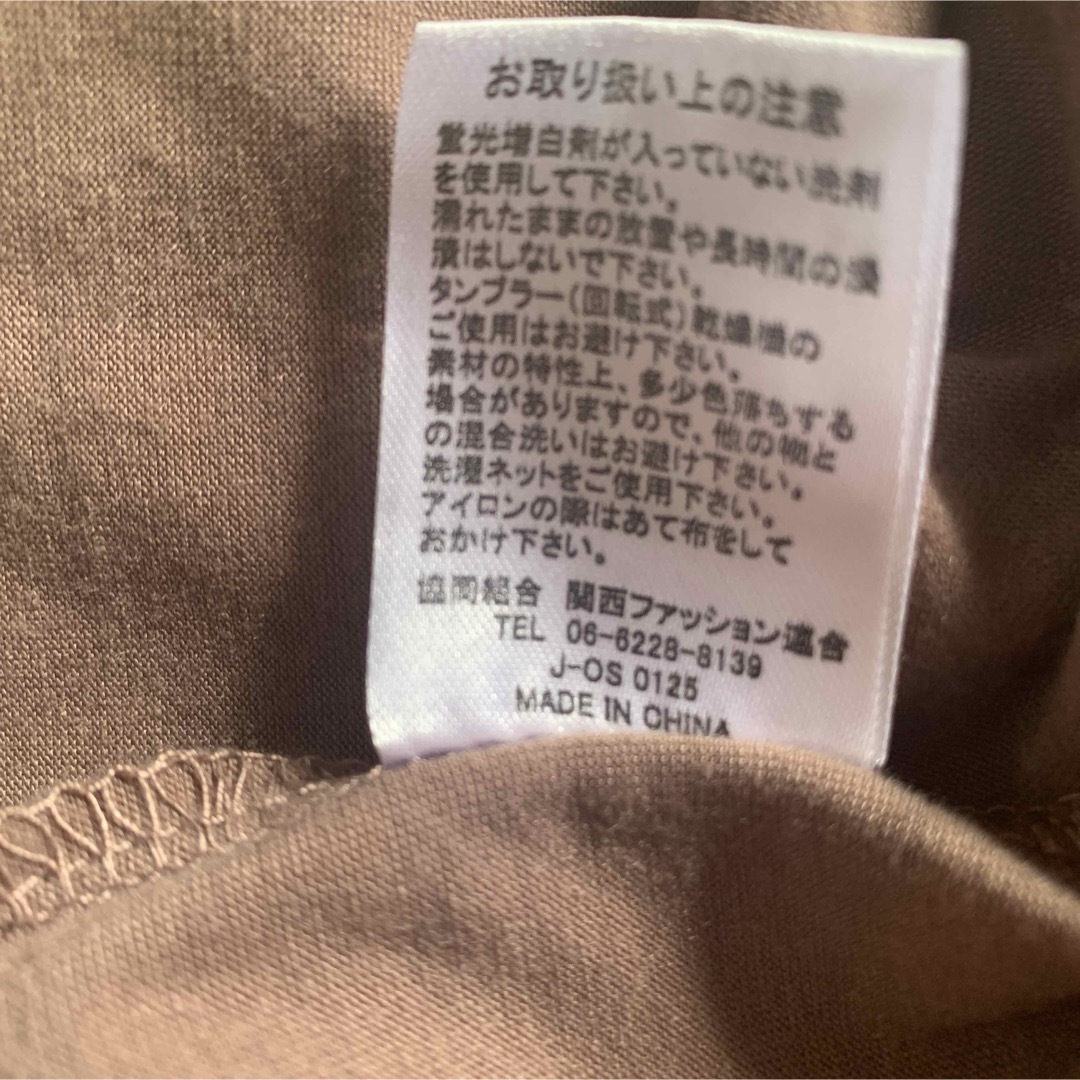 お取り扱い上の注意
蛍光増白剤が入っていない洗剤
を使用して下さい。
濡れたままの放置や長時間の浸
漬はしないで下さい。
タンブラー(回転式)乾燥機の
ご使用はお避け下さい。
素材の特性上、多少色落ちする
場合がありますので、他の物と
の混合洗いはお避け下さい。
洗濯ネットをご使用下さい。
アイロンの際はあて布をして
おかけ下さい。
協同組合 関西ファッション連合
TEL 06-6228-8139
J-OS 0125
MADE IN CHINA